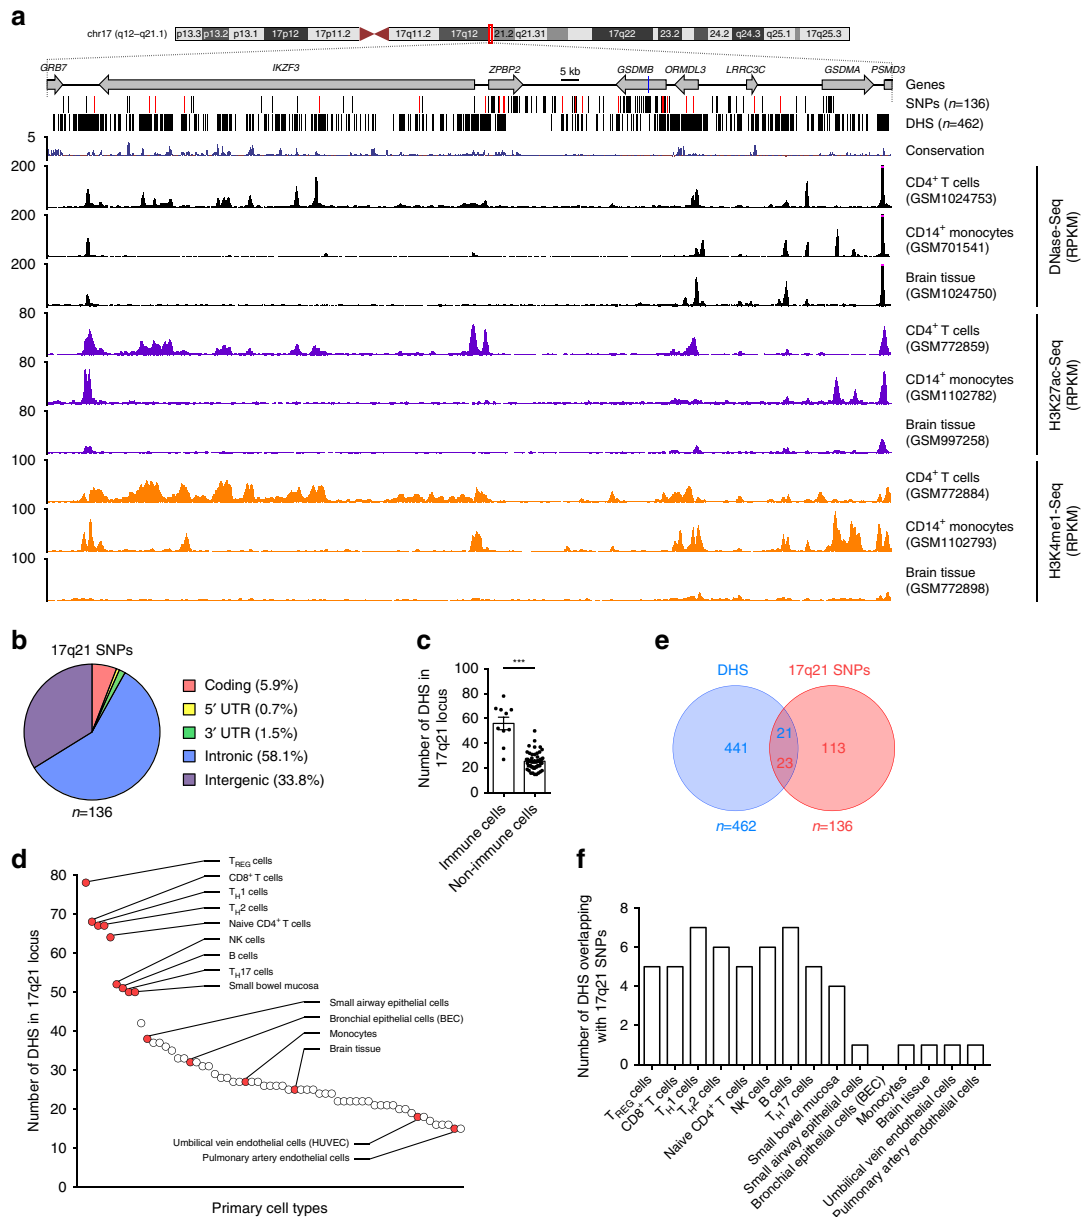 a
chr17 (q12–q21.1)
p13.3 p13.2 p13.1 17p12 17p11.2 17q11.2 17q12 21.2 q21.31 17q22 23.2 24.2 q24.3 q25.1 17q25.3
GRB7 IKZF3 ZPBP2 5 kb GSDMB ORMDL3 LRRC3C GSDMA PSMD3
Genes
SNPs (n=136)
DHS (n=462)
5
Conservation
200
CD4+ T cells
(GSM1024753)
200
CD14+ monocytes
(GSM701541)
200
Brain tissue
(GSM1024750)
DNase-Seq
(RPKM)
80
CD4+ T cells
(GSM772859)
80
CD14+ monocytes
(GSM1102782)
80
Brain tissue
(GSM997258)
H3K27ac-Seq
(RPKM)
100
CD4+ T cells
(GSM772884)
100
CD14+ monocytes
(GSM1102793)
100
Brain tissue
(GSM772898)
H3K4me1-Seq
(RPKM)
b
17q21 SNPs
Coding (5.9%)
5′ UTR (0.7%)
3′ UTR (1.5%)
Intronic (58.1%)
Intergenic (33.8%)
n=136
c
Number of DHS in
17q21 locus
100
80
60
40
20
0
***
Immune cells
Non-immune cells
e
DHS
17q21 SNPs
441
21
23
113
n=462
n=136
d
Number of DHS in 17q21 locus
80
70
60
50
40
30
20
10
0
TREG cells
CD8+ T cells
TH1 cells
TH2 cells
Naive CD4+ T cells
NK cells
B cells
TH17 cells
Small bowel mucosa
Small airway epithelial cells
Bronchial epithelial cells (BEC)
Monocytes
Brain tissue
Umbilical vein endothelial cells (HUVEC)
Pulmonary artery endothelial cells
Primary cell types
f
Number of DHS overlapping
with 17q21 SNPs
8
6
4
2
0
TREG cells
CD8+ T cells
TH1 cells
TH2 cells
Naive CD4+ T cells
NK cells
B cells
TH17 cells
Small bowel mucosa
Small airway epithelial cells
Bronchial epithelial cells (BEC)
Monocytes
Brain tissue
Umbilical vein endothelial cells
Pulmonary artery endothelial cells